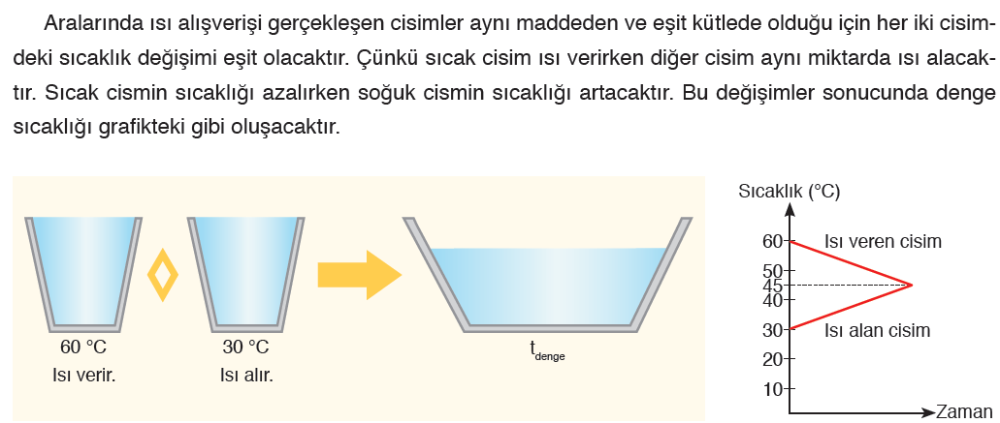 Aralarında ısı alışverişi gerçekleşen cisimler aynı maddeden ve eşit kütlede olduğu için her iki cisim-
deki sıcaklık değişimi eşit olacaktır. Çünkü sıcak cisim ısı verirken diğer cisim aynı miktarda ısı alacak-
tır. Sıcak cismin sıcaklığı azalırken soğuk cismin sıcaklığı artacaktır. Bu değişimler sonucunda denge
sıcaklığı grafikteki gibi oluşacaktır.
60 °C
Isı verir.
30 °C
Isı alır.
tdenge
Sıcaklık (°C)
60
Isı veren cisim
50
45
40
30
Isı alan cisim
20
10
Zaman